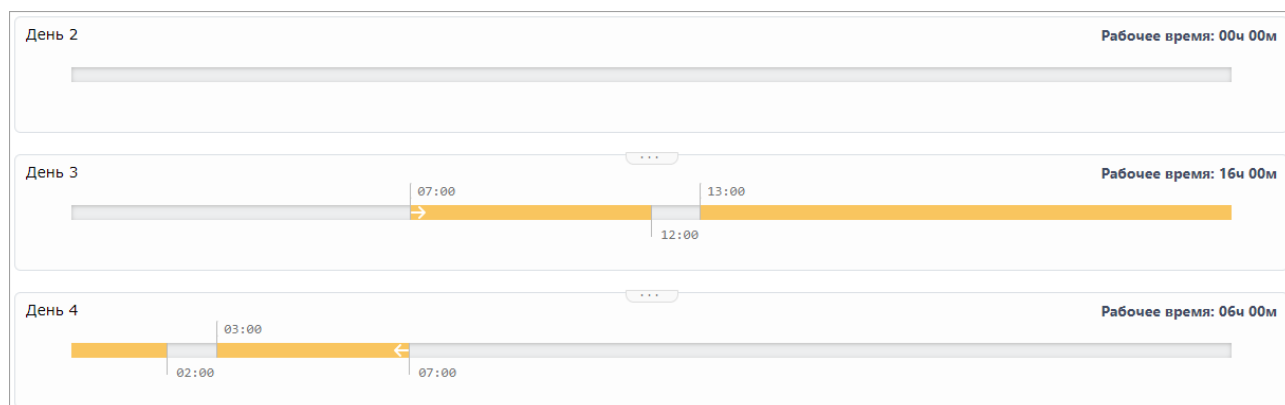 День 2
Рабочее время: 00ч 00м
День 3
Рабочее время: 16ч 00м
07:00
13:00
12:00
День 4
Рабочее время: 06ч 00м
03:00
02:00
07:00